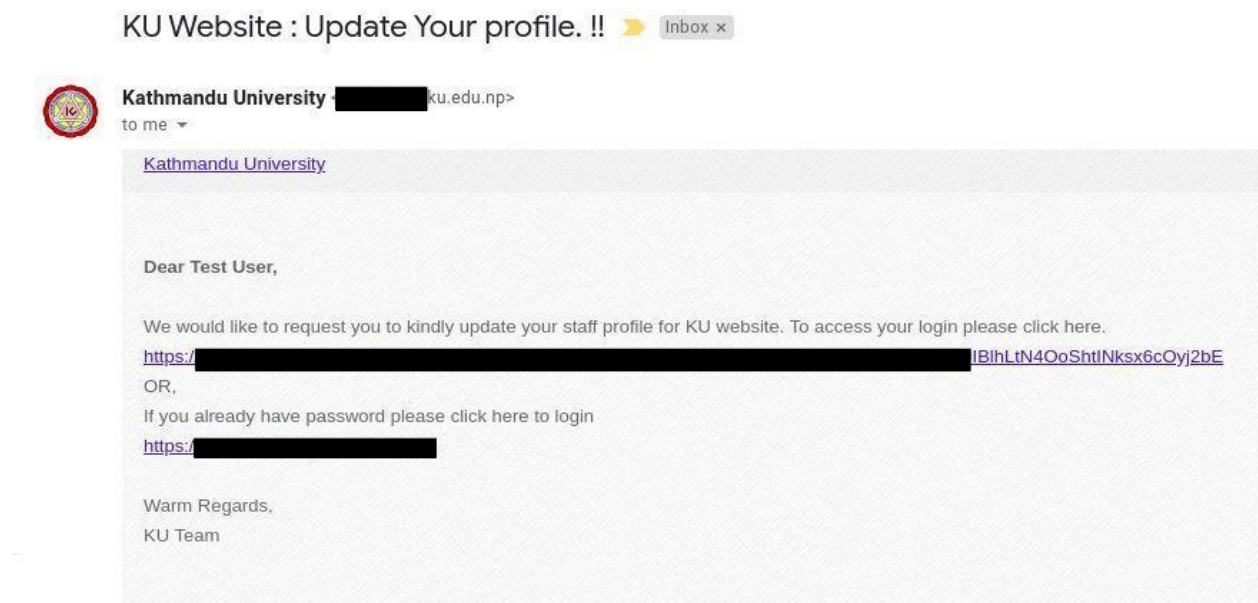 KU Website : Update Your profile. !!
Inbox x
Kathmandu University < ku.edu.np>
to me
Kathmandu University
Dear Test User,
We would like to request you to kindly update your staff profile for KU website. To access your login please click here.
https:/ IBlhLtN4OoShtlNksx6cOyj2bE
OR,
If you already have password please click here to login
https:/
Warm Regards,
KU Team